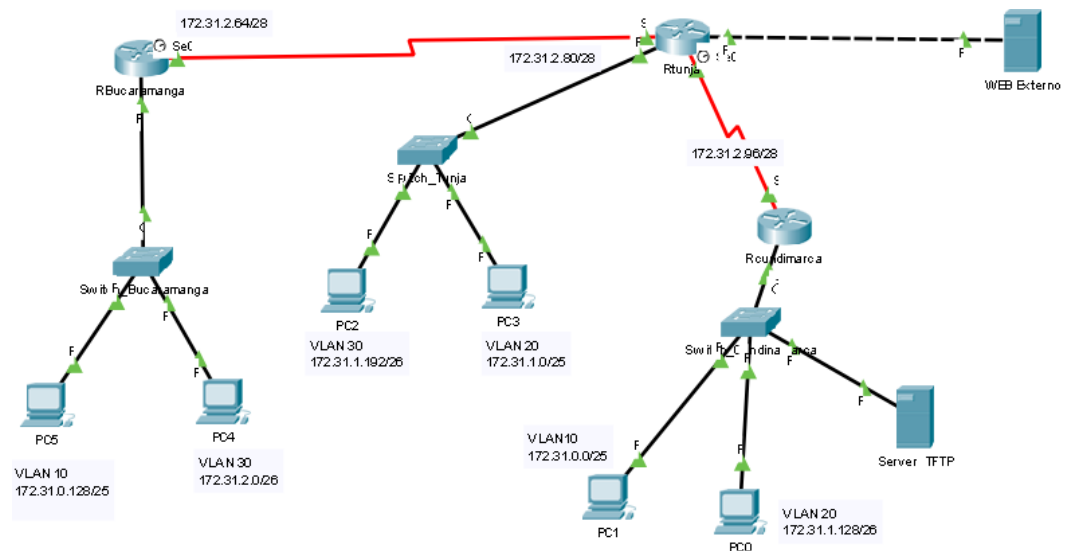 172.31.2.64/28
Se0
RBucaramanga
F
S
F
172.31.2.80/28
Rtunja
F
F
WEB Externo
172.31.2.96/28
S
Rcundimarca
F
F
F
F
PC2
PC3
VLAN 30
172.31.1.192/26
VLAN 20
172.31.1.0/25
F
F
F
F
PC5
PC4
VLAN 10
172.31.0.128/25
VLAN 30
172.31.2.0/26
F
F
F
F
F
F
Server TFTP
VLAN10
172.31.0.0/25
PC1
PC0
VLAN 20
172.31.1.128/26